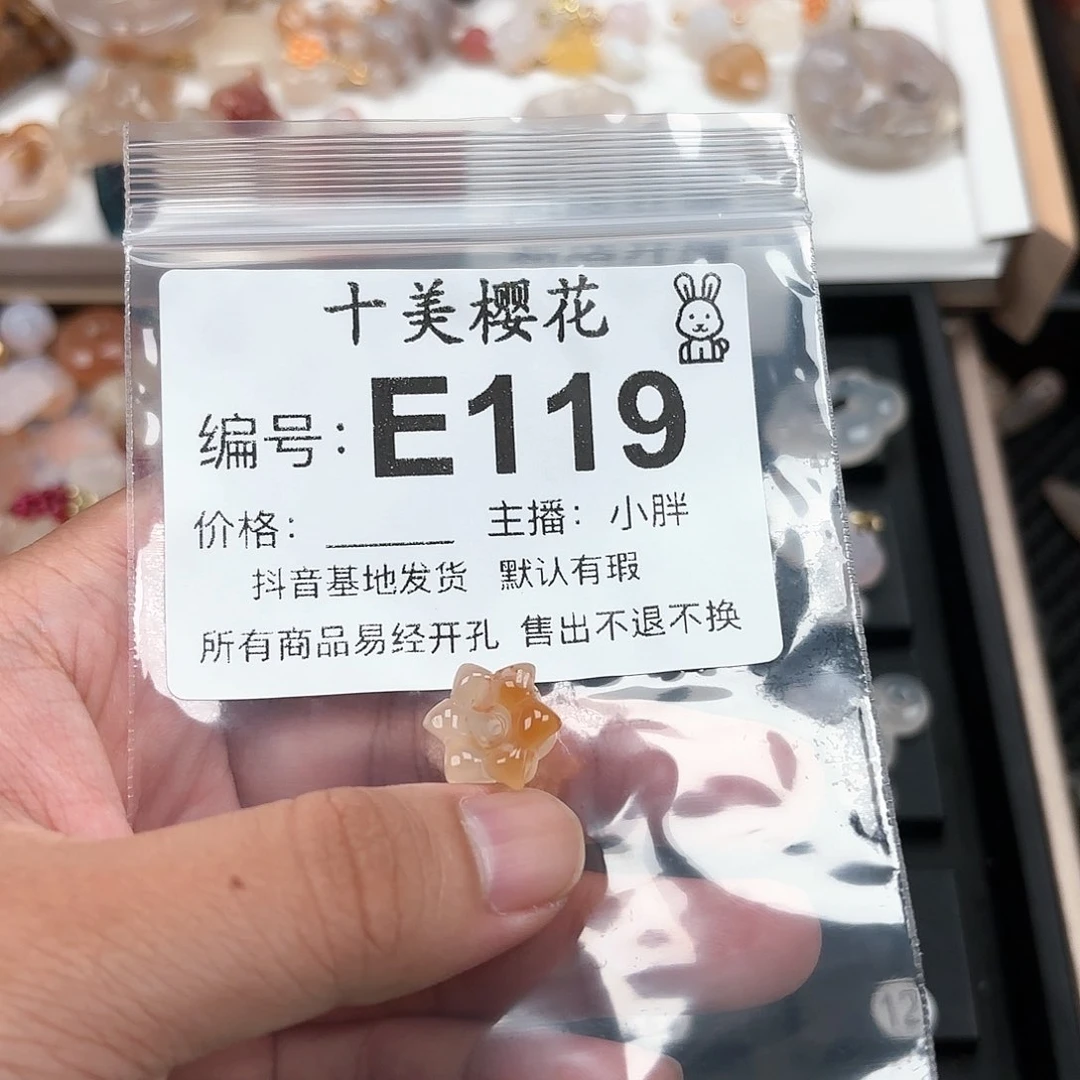 十美樱花
编号：E119
价格：______ 主播：小胖
抖音基地发货 默认有瑕
所有商品易经开孔 售出不退不换
12